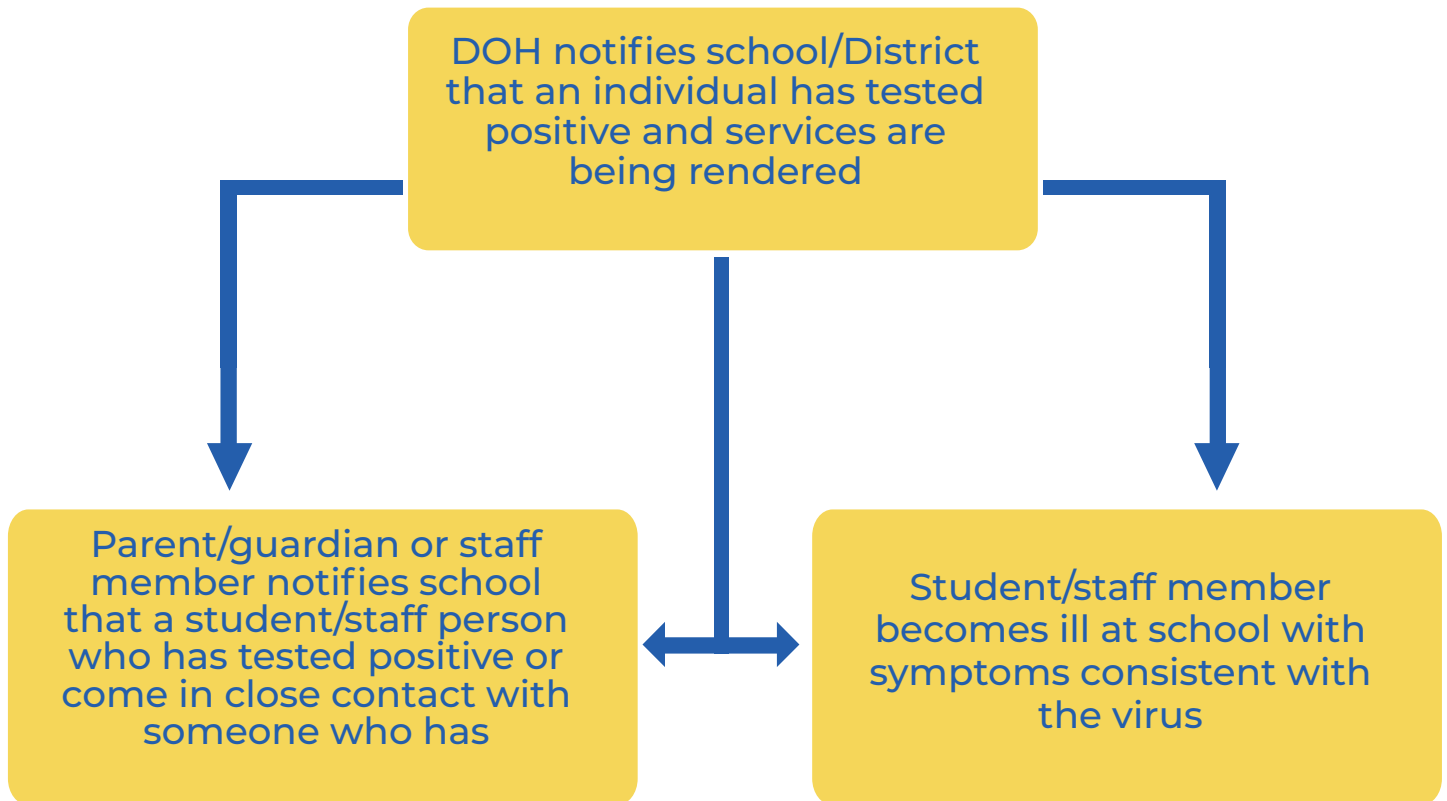 DOH notifies school/District
that an individual has tested
positive and services are
being rendered
Parent/guardian or staff
member notifies school
that a student/staff person
who has tested positive or
come in close contact with
someone who has
Student/staff member
becomes ill at school with
symptoms consistent with
the virus